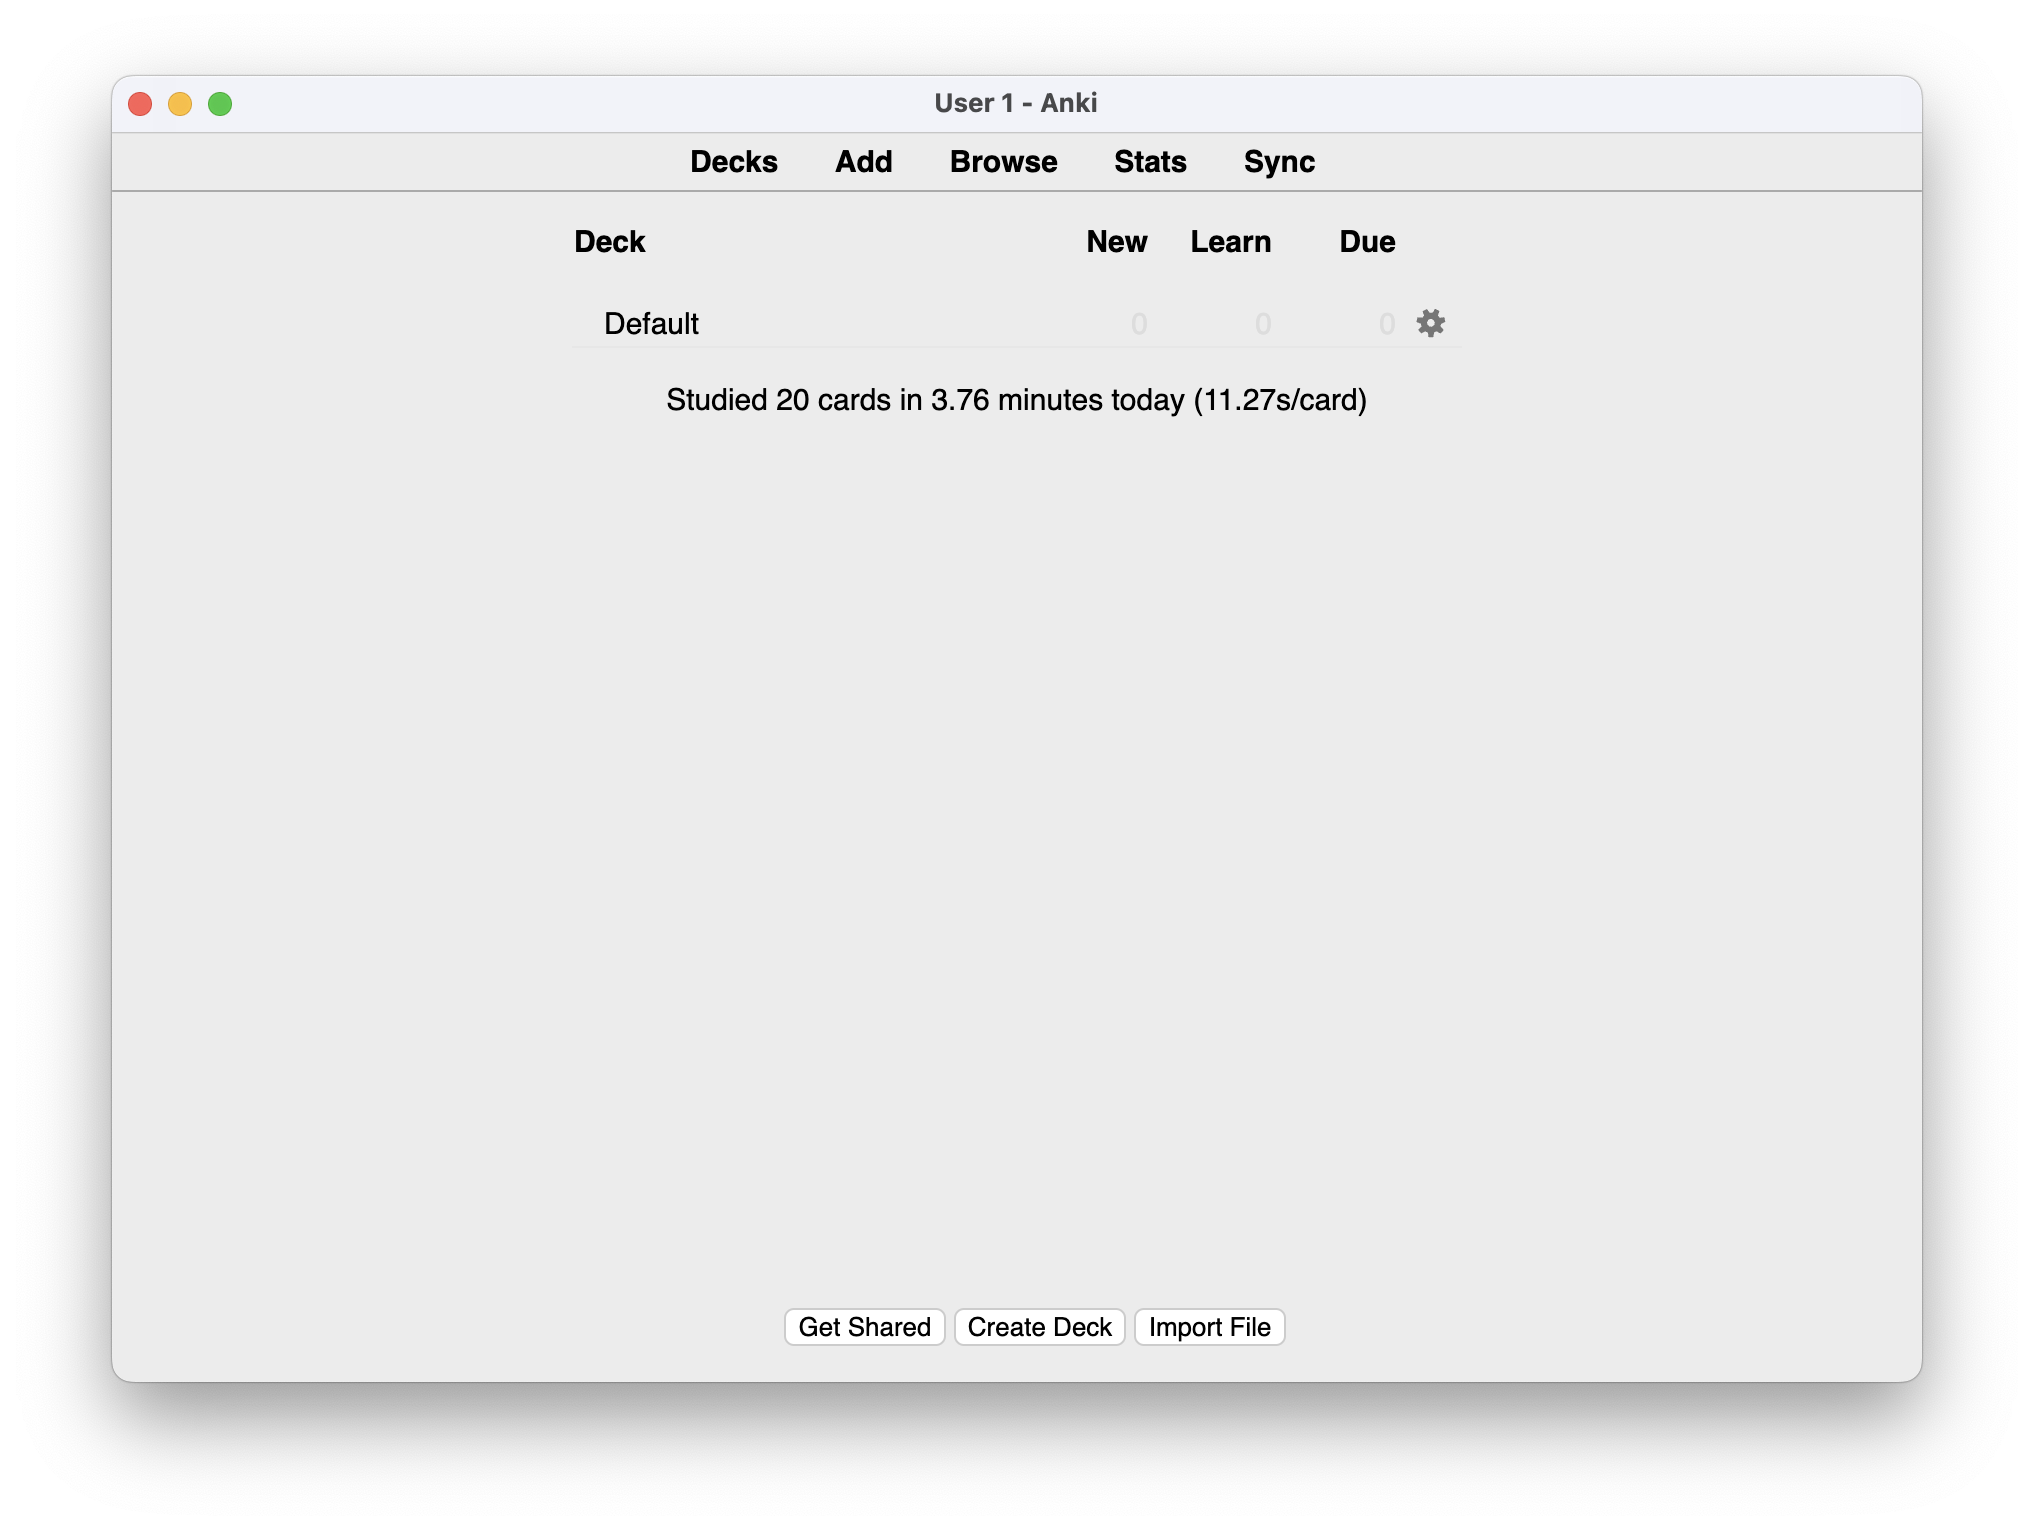 User 1 - Anki
Decks Add Browse Stats Sync
Deck New Learn Due
Default 0 0 0
Studied 20 cards in 3.76 minutes today (11.27s/card)
Get Shared Create Deck Import File